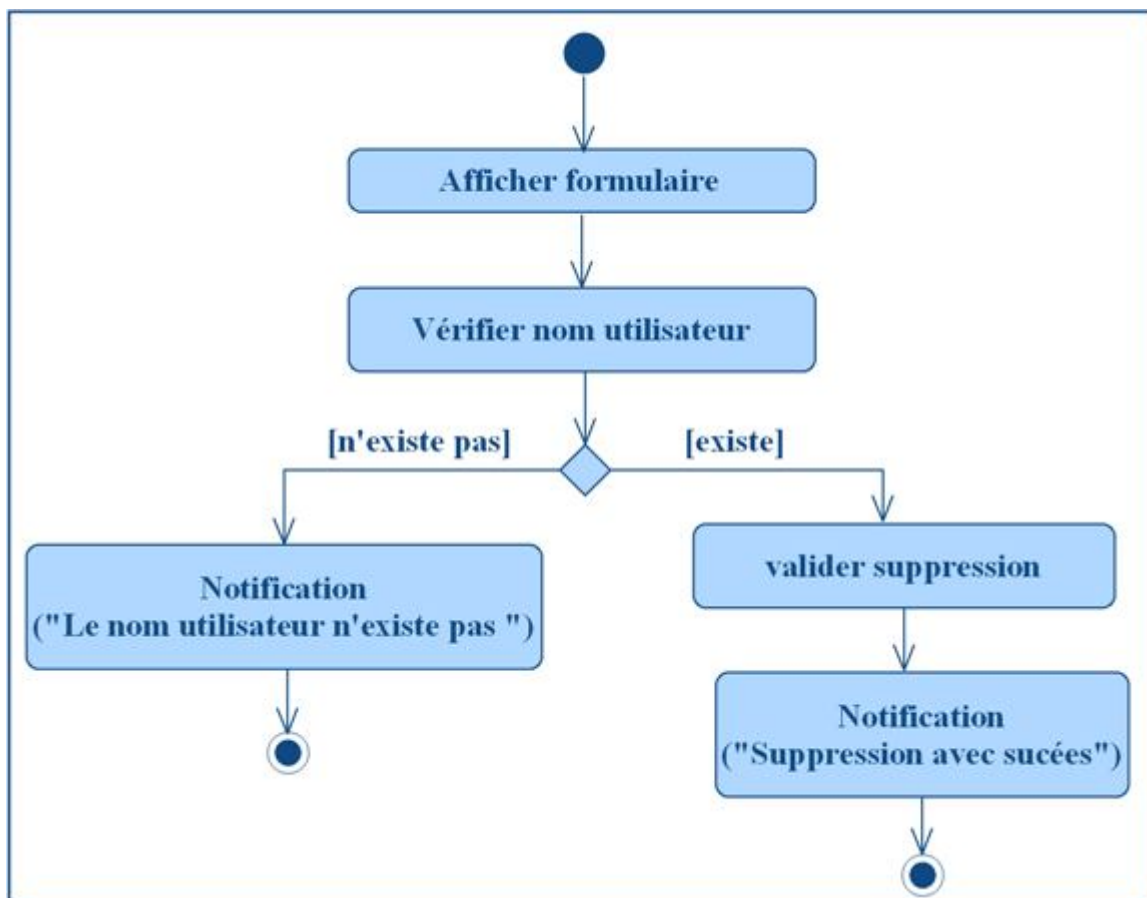 Afficher formulaire
Vérifier nom utilisateur
[n'existe pas]
[existe]
Notification
("Le nom utilisateur n'existe pas ")
valider suppression
Notification
("Suppression avec sucées")